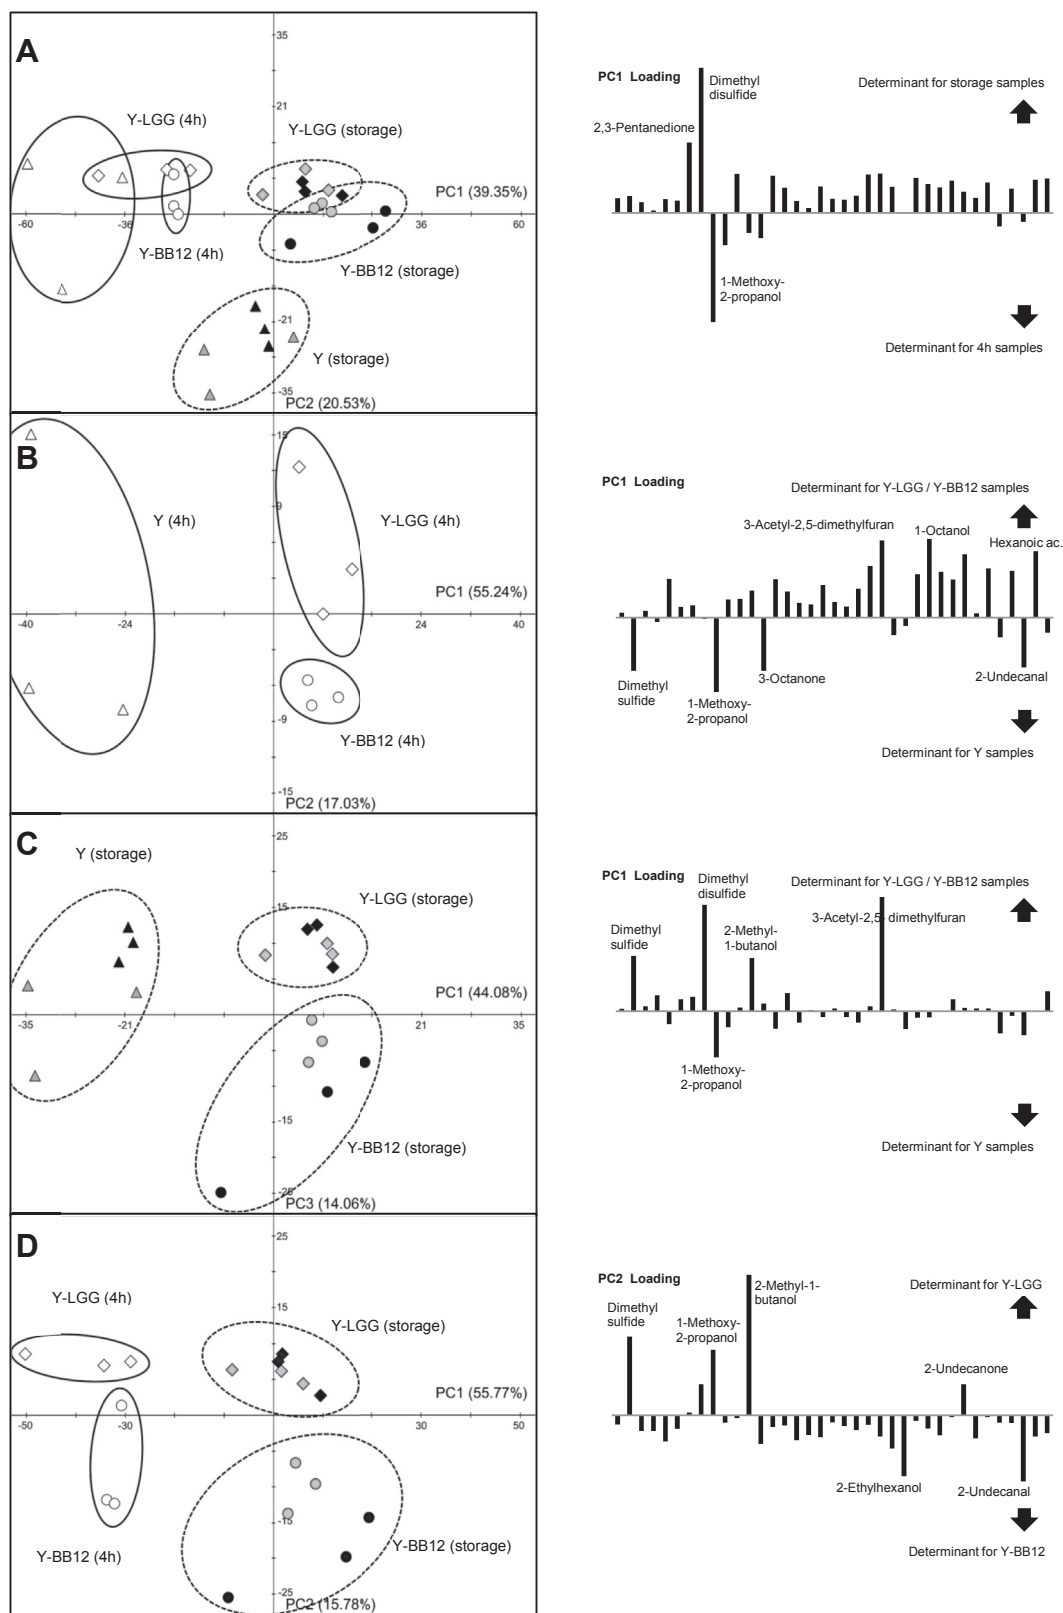 A
35
21
Y-LGG (4h)
Y-LGG (storage)
PC1 (39.35%)
-60
-36
36
60
Y-BB12 (4h)
Y-BB12 (storage)
-21
Y (storage)
-35
PC2 (20.53%)
PC1 Loading
Dimethyl
disulfide
Determinant for storage samples
2,3-Pentanedione
1-Methoxy-
2-propanol
Determinant for 4h samples
B
15
9
Y (4h)
Y-LGG (4h)
PC1 (55.24%)
-40
-24
24
40
-9
Y-BB12 (4h)
-15
PC2 (17.03%)
PC1 Loading
Determinant for Y-LGG / Y-BB12 samples
3-Acetyl-2,5-dimethylfuran
1-Octanol
Hexanoic ac.
Dimethyl
sulfide
1-Methoxy-
2-propanol
3-Octanone
2-Undecanal
Determinant for Y samples
C
25
Y (storage)
15
Y-LGG (storage)
PC1 (44.08%)
-35
-21
21
35
-15
Y-BB12 (storage)
-25
PC3 (14.06%)
PC1 Loading
Dimethyl
disulfide
Determinant for Y-LGG / Y-BB12 samples
3-Acetyl-2,5- dimethylfuran
Dimethyl
sulfide
2-Methyl-
1-butanol
1-Methoxy-
2-propanol
Determinant for Y samples
D
25
Y-LGG (4h)
15
Y-LGG (storage)
PC1 (55.77%)
-50
-30
30
50
-15
Y-BB12 (4h)
Y-BB12 (storage)
-25
PC2 (15.78%)
PC2 Loading
2-Methyl-1-
butanol
Determinant for Y-LGG
Dimethyl
sulfide
1-Methoxy-
2-propanol
2-Undecanone
2-Ethylhexanol
2-Undecanal
Determinant for Y-BB12